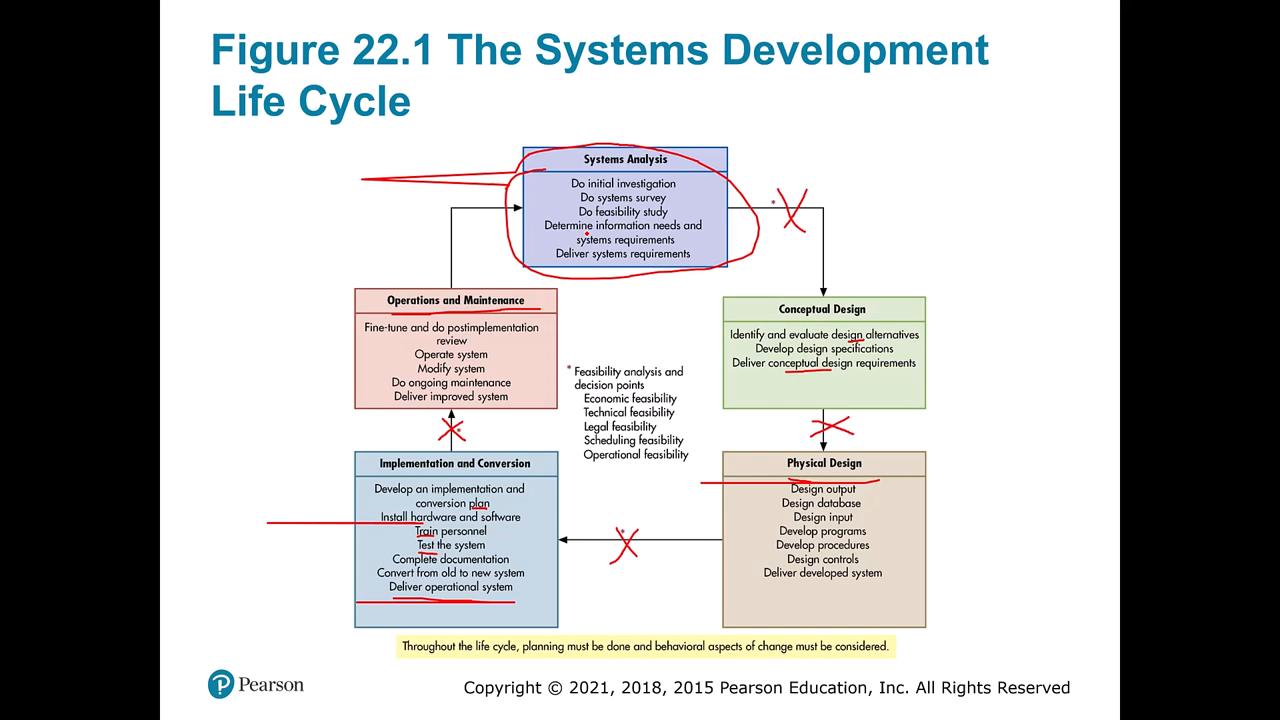 Figure 22.1 The Systems Development
Life Cycle
Systems Analysis
Do initial investigation
Do systems survey
Do feasibility study
Determine information needs and
systems requirements
Deliver systems requirements
*
Conceptual Design
Identify and evaluate design alternatives
Develop design specifications
Deliver conceptual design requirements
Physical Design
Design output
Design database
Design input
Develop programs
Develop procedures
Design controls
Deliver developed system
*
Implementation and Conversion
Develop an implementation and
conversion plan
Install hardware and software
Train personnel
Test the system
Complete documentation
Convert from old to new system
Deliver operational system
*
Operations and Maintenance
Fine-tune and do postimplementation
review
Operate system
Modify system
Do ongoing maintenance
Deliver improved system
* Feasibility analysis and
decision points
Economic feasibility
Technical feasibility
Legal feasibility
Scheduling feasibility
Operational feasibility
Throughout the life cycle, planning must be done and behavioral aspects of change must be considered.
P Pearson
Copyright © 2021, 2018, 2015 Pearson Education, Inc. All Rights Reserved